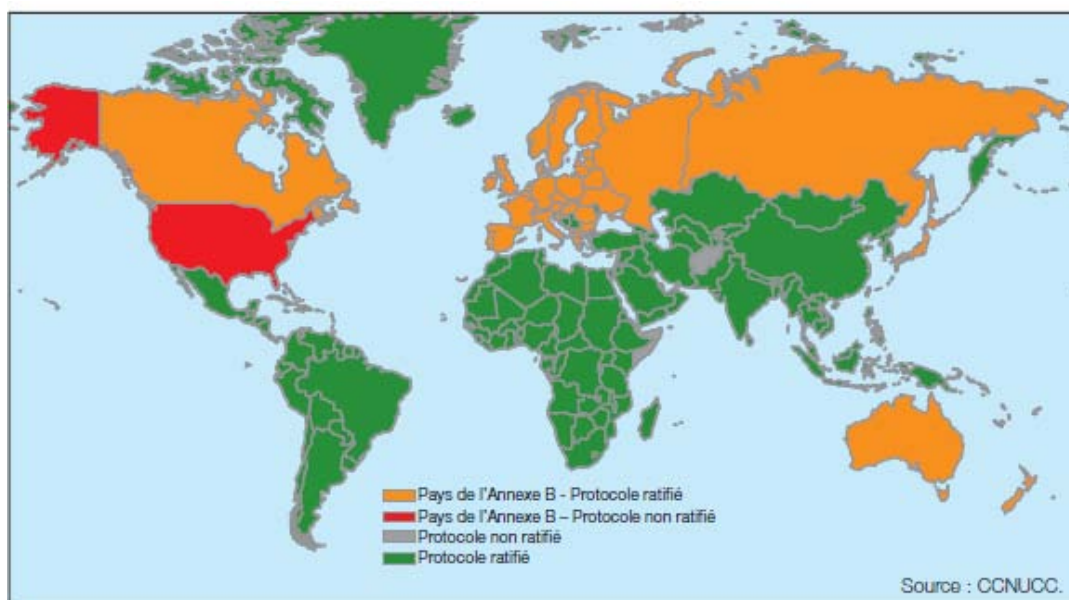 Pays de l'Annexe B - Protocole ratifié
Pays de l'Annexe B – Protocole non ratifié
Protocole non ratifié
Protocole ratifié
Source : CCNUCC.